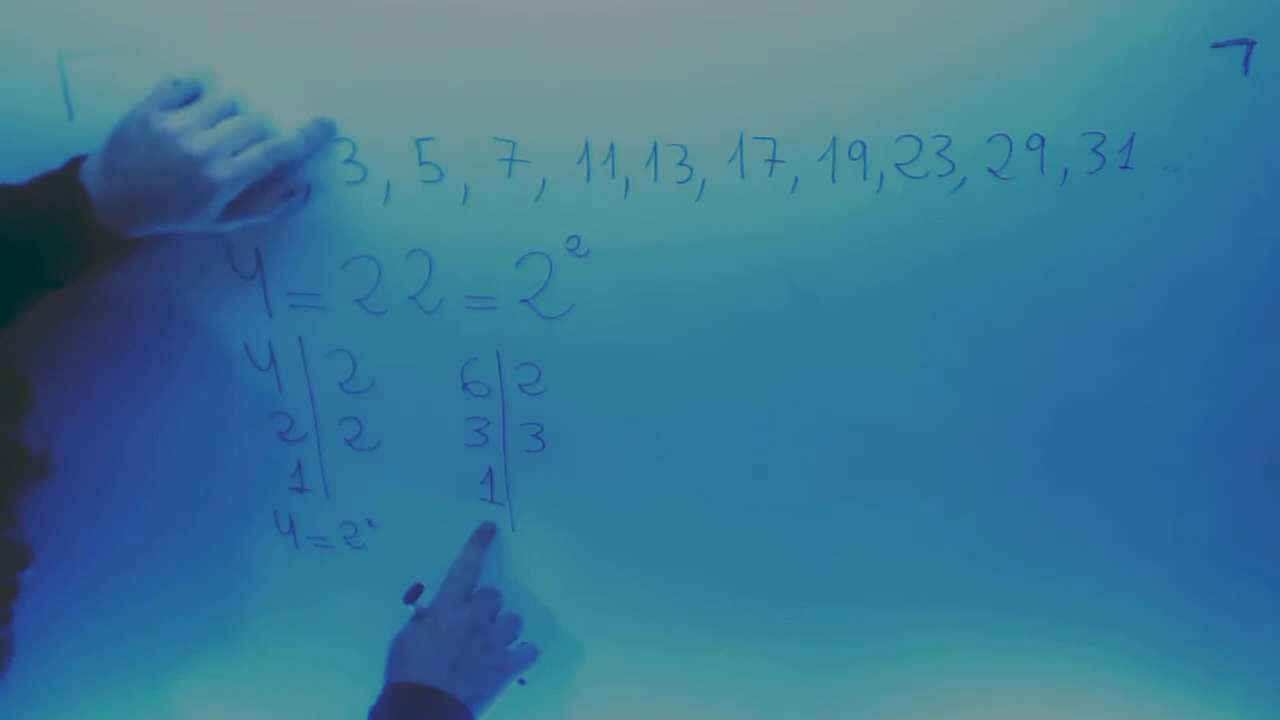 , 3, 5, 7, 11, 13, 17, 19, 23, 29, 31 ..
4 = 2 2 = 2²
4 | 2 6 | 2
2 | 2 3 | 3
1 | 1 |
4 = 2²